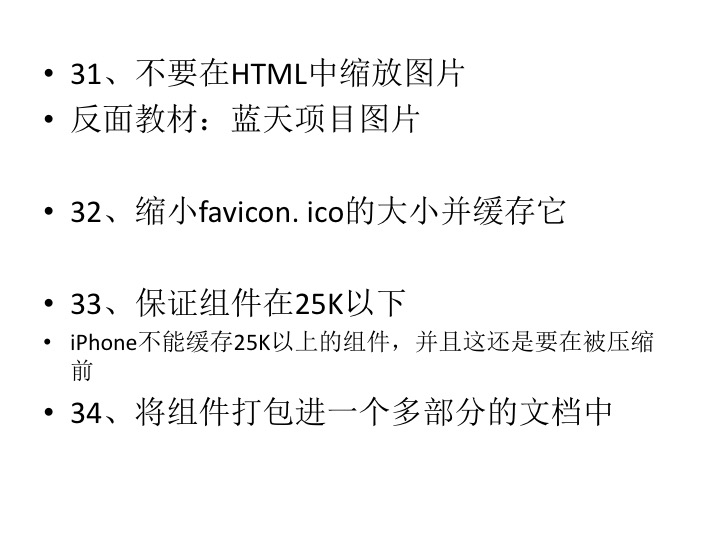 • 31、不要在HTML中缩放图片
• 反面教材：蓝天项目图片
• 32、缩小favicon. ico的大小并缓存它
• 33、保证组件在25K以下
• iPhone不能缓存25K以上的组件，并且这还是要在被压缩
前
• 34、将组件打包进一个多部分的文档中